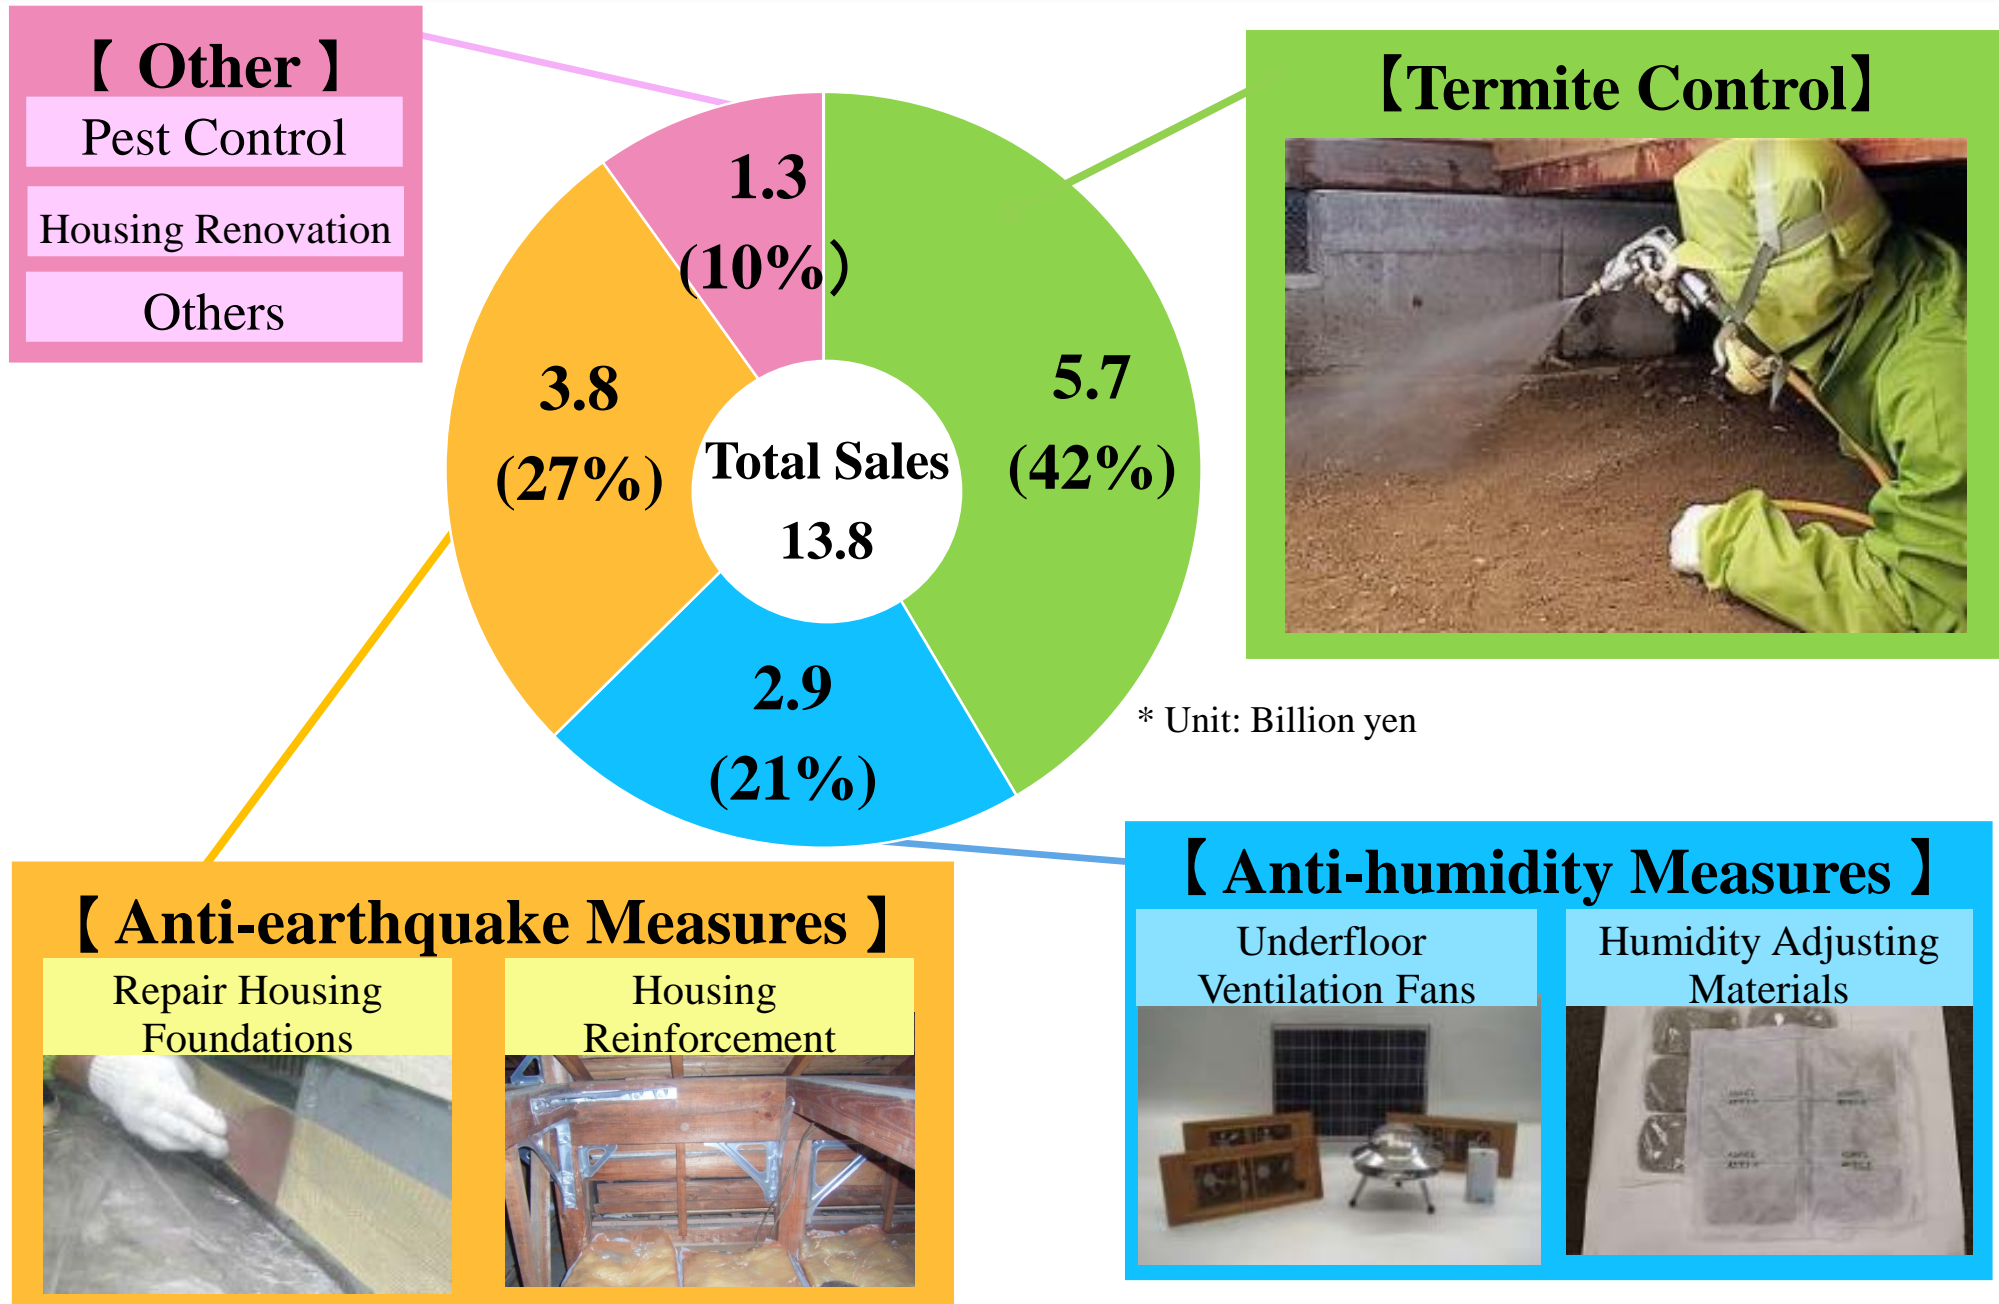 【 Other 】
Pest Control
Housing Renovation
Others
【Termite Control】
1.3
(10%)
5.7
(42%)
3.8
(27%)
2.9
(21%)
Total Sales
13.8
* Unit: Billion yen
【 Anti-earthquake Measures 】
Repair Housing
Foundations
Housing
Reinforcement
【 Anti-humidity Measures 】
Underfloor
Ventilation Fans
Humidity Adjusting
Materials